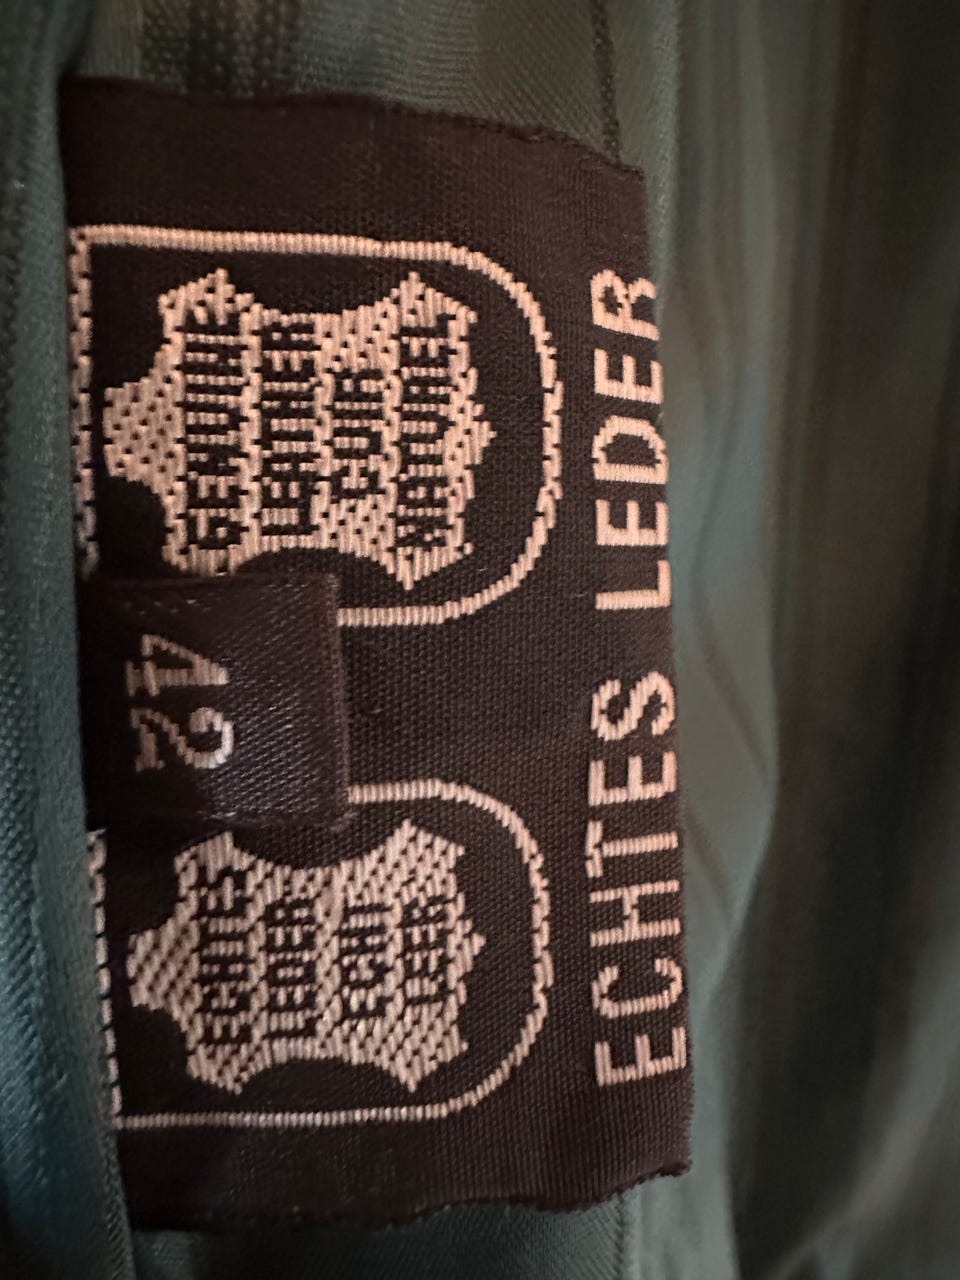 ECHTES
LEDER
ECHT
LEER
GENUINE
LEATHER
CUIR
NATUREL
42
ECHTES LEDER